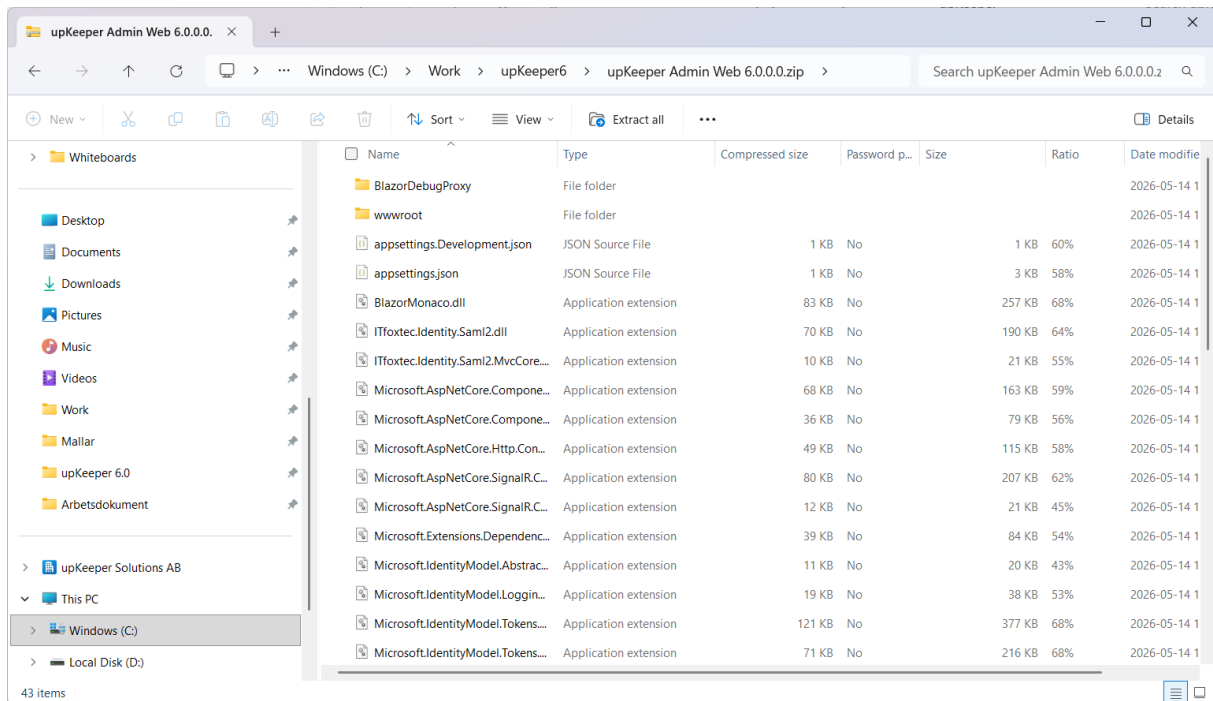 upKeeper Admin Web 6.0.0.0.
Windows (C:) > Work > upKeeper6 > upKeeper Admin Web 6.0.0.0.zip >
Search upKeeper Admin Web 6.0.0.0.z
New Sort View Extract all ... Details
Whiteboards
Desktop
Documents
Downloads
Pictures
Music
Videos
Work
Mallar
upKeeper 6.0
Arbetsdokument
upKeeper Solutions AB
This PC
Windows (C:)
Local Disk (D:)
Name Type Compressed size Password p... Size Ratio Date modifie
BlazorDebugProxy File folder 2026-05-14 1
wwwroot File folder 2026-05-14 1
appsettings.Development.json JSON Source File 1 KB No 1 KB 60% 2026-05-14 1
appsettings.json JSON Source File 1 KB No 3 KB 58% 2026-05-14 1
BlazorMonaco.dll Application extension 83 KB No 257 KB 68% 2026-05-14 1
ITfoxtec.Identity.Saml2.dll Application extension 70 KB No 190 KB 64% 2026-05-14 1
ITfoxtec.Identity.Saml2.MvcCore.... Application extension 10 KB No 21 KB 55% 2026-05-14 1
Microsoft.AspNetCore.Compone... Application extension 68 KB No 163 KB 59% 2026-05-14 1
Microsoft.AspNetCore.Compone... Application extension 36 KB No 79 KB 56% 2026-05-14 1
Microsoft.AspNetCore.Http.Con... Application extension 49 KB No 115 KB 58% 2026-05-14 1
Microsoft.AspNetCore.SignalR.C... Application extension 80 KB No 207 KB 62% 2026-05-14 1
Microsoft.AspNetCore.SignalR.C... Application extension 12 KB No 21 KB 45% 2026-05-14 1
Microsoft.Extensions.Dependenc... Application extension 39 KB No 84 KB 54% 2026-05-14 1
Microsoft.IdentityModel.Abstrac... Application extension 11 KB No 20 KB 43% 2026-05-14 1
Microsoft.IdentityModel.Loggin... Application extension 19 KB No 38 KB 53% 2026-05-14 1
Microsoft.IdentityModel.Tokens.... Application extension 121 KB No 377 KB 68% 2026-05-14 1
Microsoft.IdentityModel.Tokens.... Application extension 71 KB No 216 KB 68% 2026-05-14 1
43 items